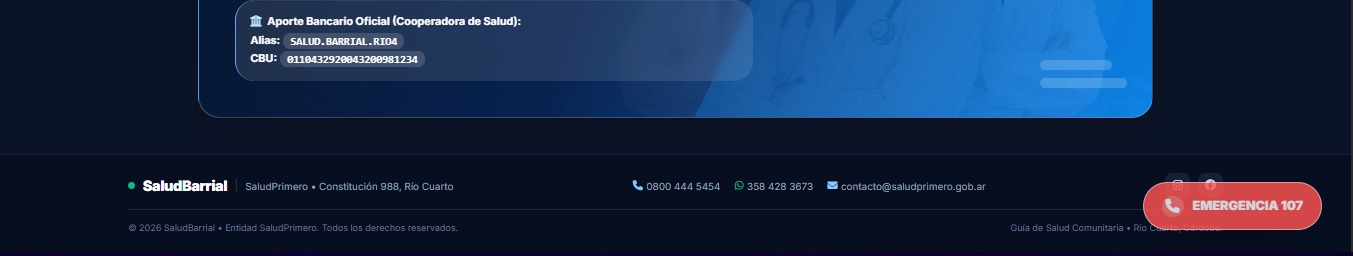 Aporte Bancario Oficial (Cooperadora de Salud):
Alias: SALUD.BARRIAL.RIO4
CBU: 0110432920043200981234
SaludBarrial SaludPrimero • Constitución 988, Río Cuarto 0800 444 5454 358 428 3673 contacto@saludprimero.gob.ar
EMERGENCIA 107
© 2026 SaludBarrial • Entidad SaludPrimero. Todos los derechos reservados. Guía de Salud Comunitaria • Río Cuarto, Córdoba.